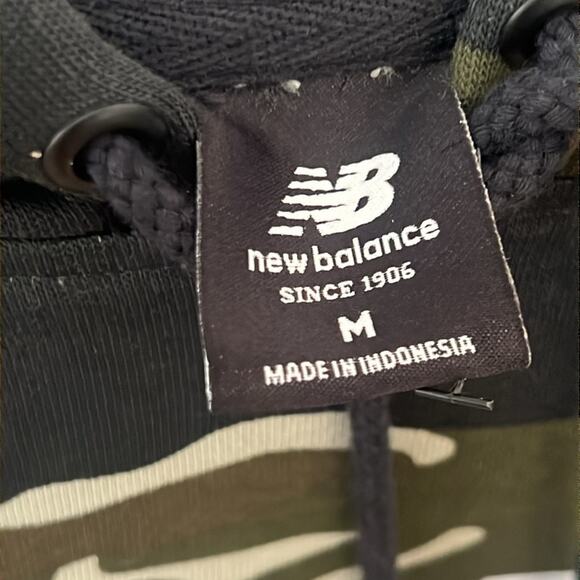 NB
new balance
SINCE 1906
M
MADE IN INDONESIA